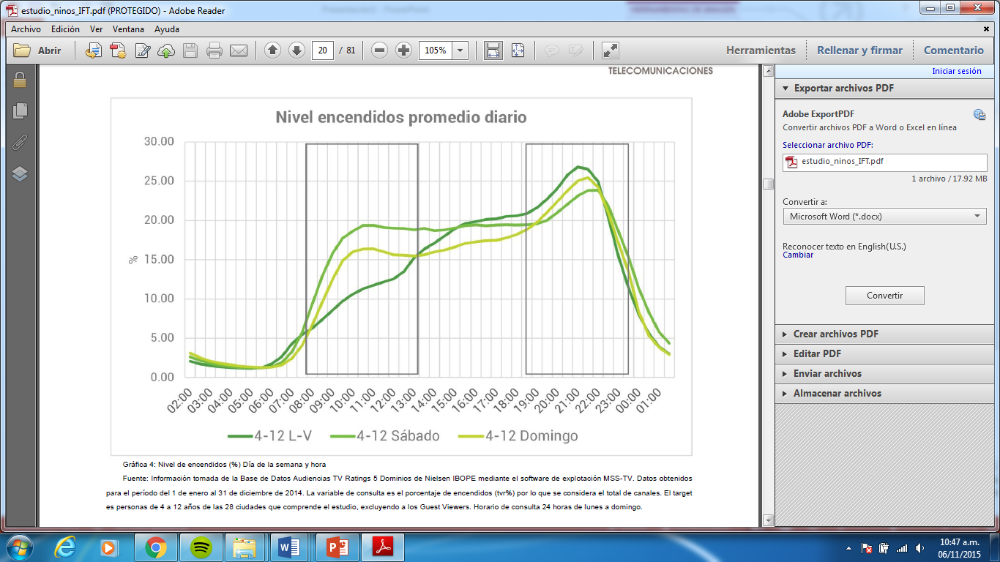 estudio_ninos_IFT.pdf (PROTEGIDO) - Adobe Reader
Archivo Edición Ver Ventana Ayuda
Abrir 20 / 81 105% Herramientas Rellenar y firmar Comentario
TELECOMUNICACIONES
Nivel encendidos promedio diario
30.00
25.00
20.00
15.00
10.00
5.00
0.00
%
02:00 03:00 04:00 05:00 06:00 07:00 08:00 09:00 10:00 11:00 12:00 13:00 14:00 15:00 16:00 17:00 18:00 19:00 20:00 21:00 22:00 23:00 00:00 01:00
4-12 L-V 4-12 Sábado 4-12 Domingo
Gráfica 4: Nivel de encendidos (%) Día de la semana y hora
Fuente: Información tomada de la Base de Datos Audiencias TV Ratings 5 Dominios de Nielsen IBOPE mediante el software de explotación MSS-TV. Datos obtenidos
para el período del 1 de enero al 31 de diciembre de 2014. La variable de consulta es el porcentaje de encendidos (tvr%) por lo que se considera el total de canales. El target
es personas de 4 a 12 años de las 28 ciudades que comprende el estudio, excluyendo a los Guest Viewers. Horario de consulta 24 horas de lunes a domingo.
Iniciar sesión
Exportar archivos PDF
Adobe ExportPDF
Convertir archivos PDF a Word o Excel en línea
Seleccionar archivo PDF:
estudio_ninos_IFT.pdf
1 archivo / 17.92 MB
Convertir a:
Microsoft Word (*.docx)
Reconocer texto en English(U.S.)
Cambiar
Convertir
Crear archivos PDF
Editar PDF
Enviar archivos
Almacenar archivos
10:47 a.m.
06/11/2015